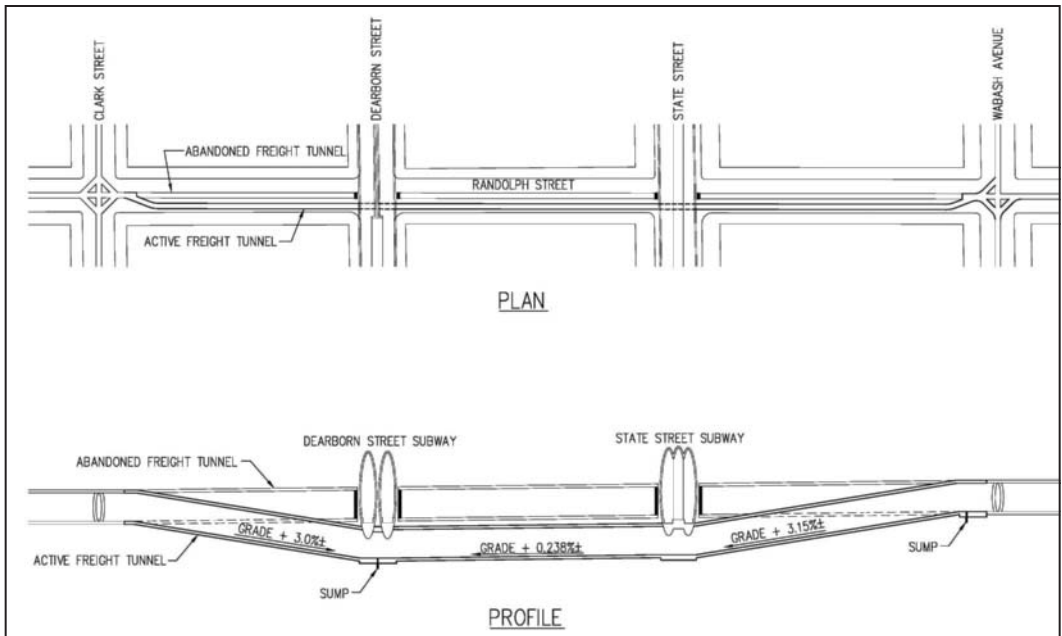 CLARK STREET
DEARBORN STREET
STATE STREET
WABASH AVENUE
ABANDONED FREIGHT TUNNEL
RANDOLPH STREET
ACTIVE FREIGHT TUNNEL
PLAN
DEARBORN STREET SUBWAY
STATE STREET SUBWAY
ABANDONED FREIGHT TUNNEL
GRADE + 3.0%±
GRADE + 0.238%±
GRADE + 3.15%±
ACTIVE FREIGHT TUNNEL
SUMP
SUMP
PROFILE